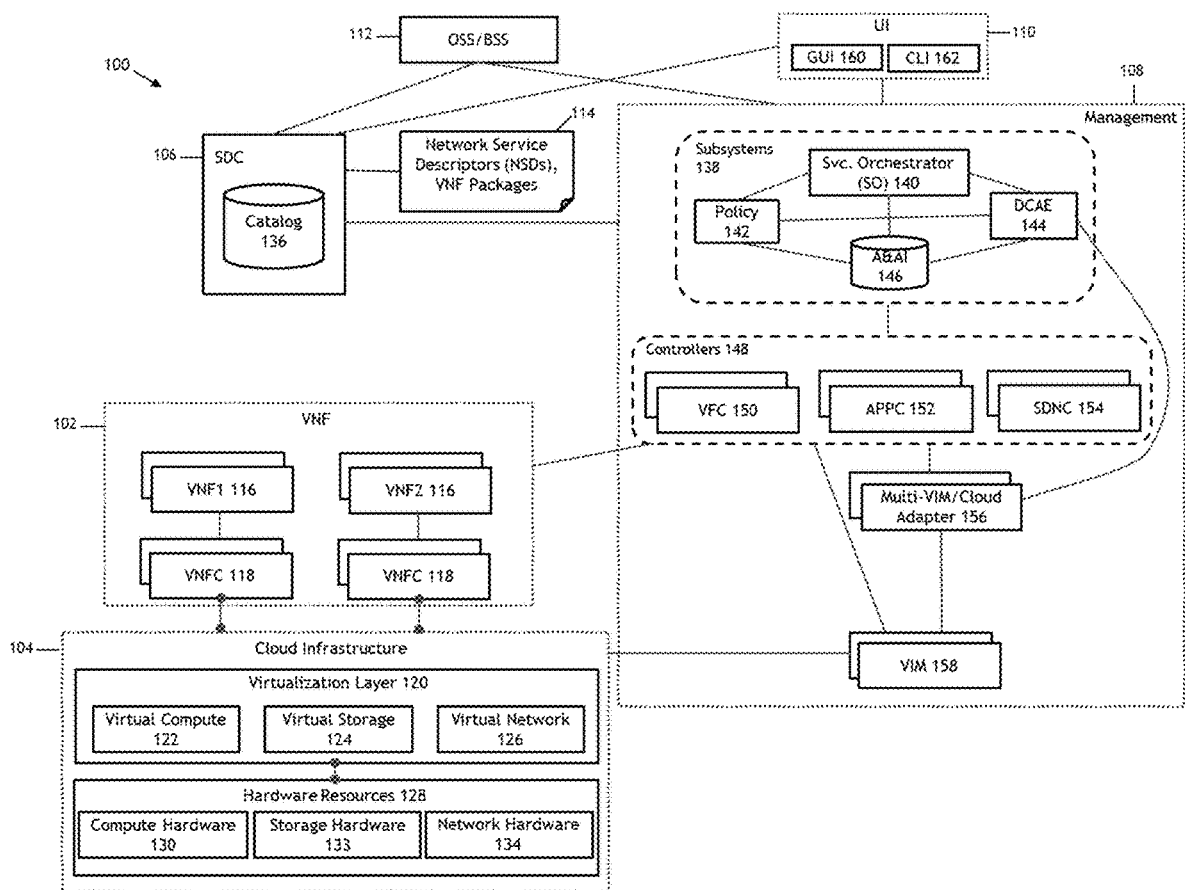 100
112
OSS/BSS
UI
GUI 160
CLI 162
110
108
Management
106
SDC
Catalog
136
114
Network Service
Descriptors (NSDs),
VNF Packages
Subsystems
138
Svc. Orchestrator
(SO) 140
Policy
142
DCAE
144
A&AI
146
Controllers 148
VFC 150
APPC 152
SDNC 154
Multi-VIM/Cloud
Adapter 156
VIM 158
102
VNF
VNF1 116
VNF2 116
VNFC 118
VNFC 118
104
Cloud Infrastructure
Virtualization Layer 120
Virtual Compute
122
Virtual Storage
124
Virtual Network
126
Hardware Resources 128
Compute Hardware
130
Storage Hardware
133
Network Hardware
134